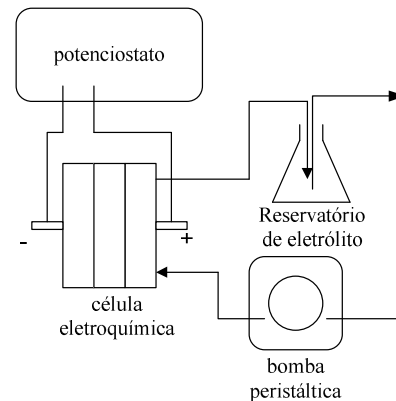 potenciostato
Reservatório
de eletrólito
-
+
célula
eletroquímica
bomba
peristáltica